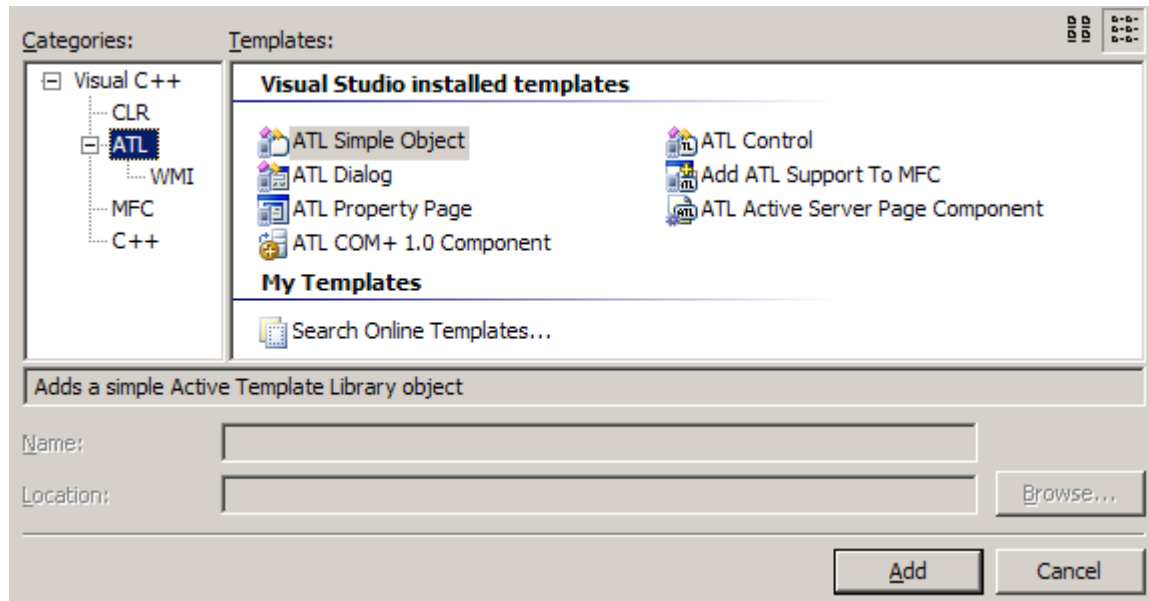 Categories:
Templates:
Visual C++
CLR
ATL
WMI
MFC
C++
Visual Studio installed templates
ATL Simple Object
ATL Control
ATL Dialog
Add ATL Support To MFC
ATL Property Page
ATL Active Server Page Component
ATL COM+ 1.0 Component
My Templates
Search Online Templates...
Adds a simple Active Template Library object
Name:
Location:
Browse...
Add
Cancel